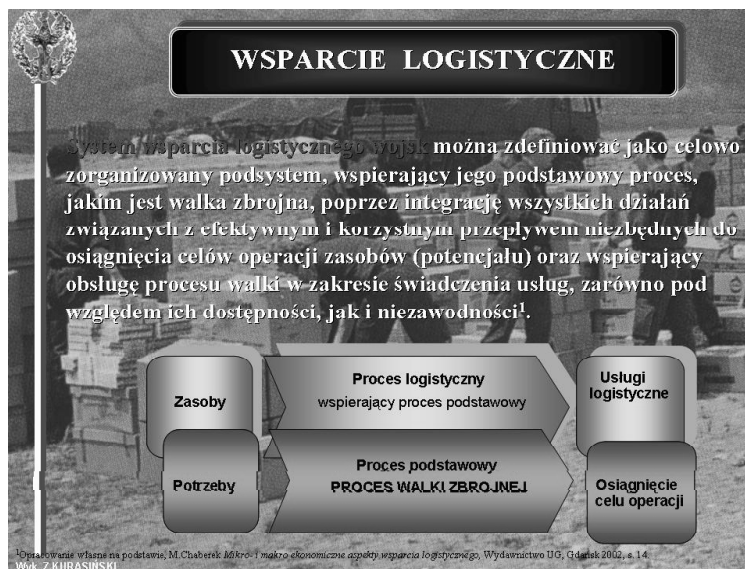 WSPARCIE LOGISTYCZNE
System wsparcia logistycznego wojsk można zdefiniować jako celowo
zorganizowany podsystem, wspierający jego podstawowy proces,
jakim jest walka zbrojna, poprzez integrację wszystkich działań
związanych z efektywnym i korzystnym przepływem niezbędnych do
osiągnięcia celów operacji zasobów (potencjału) oraz wspierający
obsługę procesu walki w zakresie świadczenia usług, zarówno pod
względem ich dostępności, jak i niezawodności¹.
Zasoby
Proces logistyczny
wspierający proces podstawowy
Usługi
logistyczne
Potrzeby
Proces podstawowy
PROCES WALKI ZBROJNEJ
Osiągnięcie
celu operacji
¹Opracowanie własne na podstawie, M.Chaberek Mikro- i makro ekonomiczne aspekty wsparcia logistycznego, Wydawnictwo UG, Gdańsk 2002, s. 14.
Wyk. Z.KURASIŃSKI